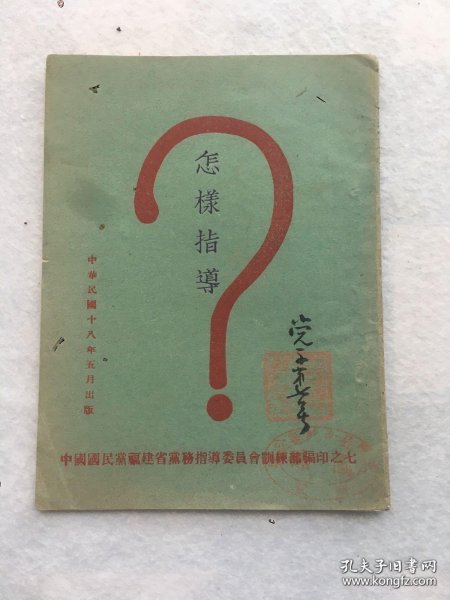 怎樣指導
中華民國十八年五月出版
中國國民黨福建省黨務指導委員會訓練部編印之七
孔夫子旧书网
www.kongfz.com